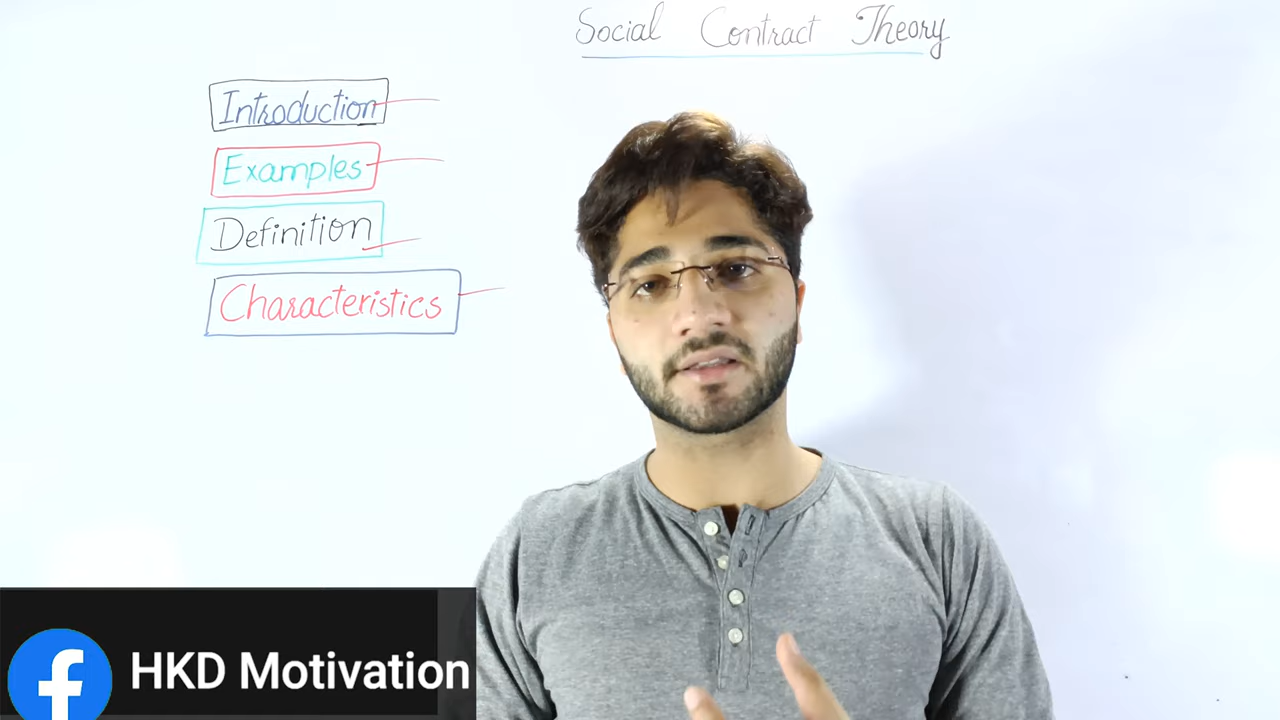 Social Contract Theory
Introduction
Examples
Definition
Characteristics
HKD Motivation